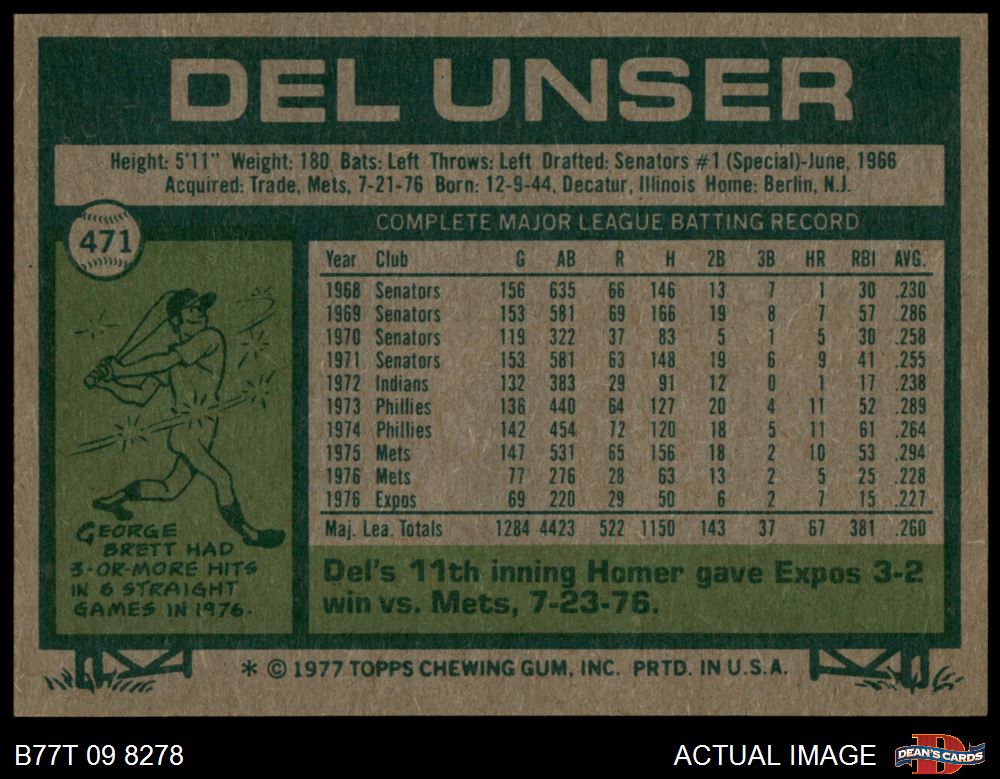 DEL UNSER
Height: 5'11" Weight: 180 Bats: Left Throws: Left Drafted: Senators #1 (Special)-June, 1966
Acquired: Trade, Mets, 7-21-76 Born: 12-9-44, Decatur, Illinois Home: Berlin, N.J.
471
COMPLETE MAJOR LEAGUE BATTING RECORD
Year Club G AB R H 2B 3B HR RBI AVG.
1968 Senators 156 635 66 146 13 7 1 30 .230
1969 Senators 153 581 69 166 19 8 7 57 .286
1970 Senators 119 322 37 83 5 1 5 30 .258
1971 Senators 153 581 63 148 19 6 9 41 .255
1972 Indians 132 383 29 91 12 0 1 17 .238
1973 Phillies 136 440 64 127 20 4 11 52 .289
1974 Phillies 142 454 72 120 18 5 11 61 .264
1975 Mets 147 531 65 156 18 2 10 53 .294
1976 Mets 77 276 28 63 13 2 5 25 .228
1976 Expos 69 220 29 50 6 2 7 15 .227
Maj. Lea. Totals 1284 4423 522 1150 143 37 67 381 .260
GEORGE
BRETT HAD
3-OR-MORE HITS
IN 6 STRAIGHT
GAMES IN 1976.
Del's 11th inning Homer gave Expos 3-2
win vs. Mets, 7-23-76.
* © 1977 TOPPS CHEWING GUM, INC. PRTD. IN U.S.A.
B77T 09 8278
ACTUAL IMAGE
D
DEAN'S CARDS